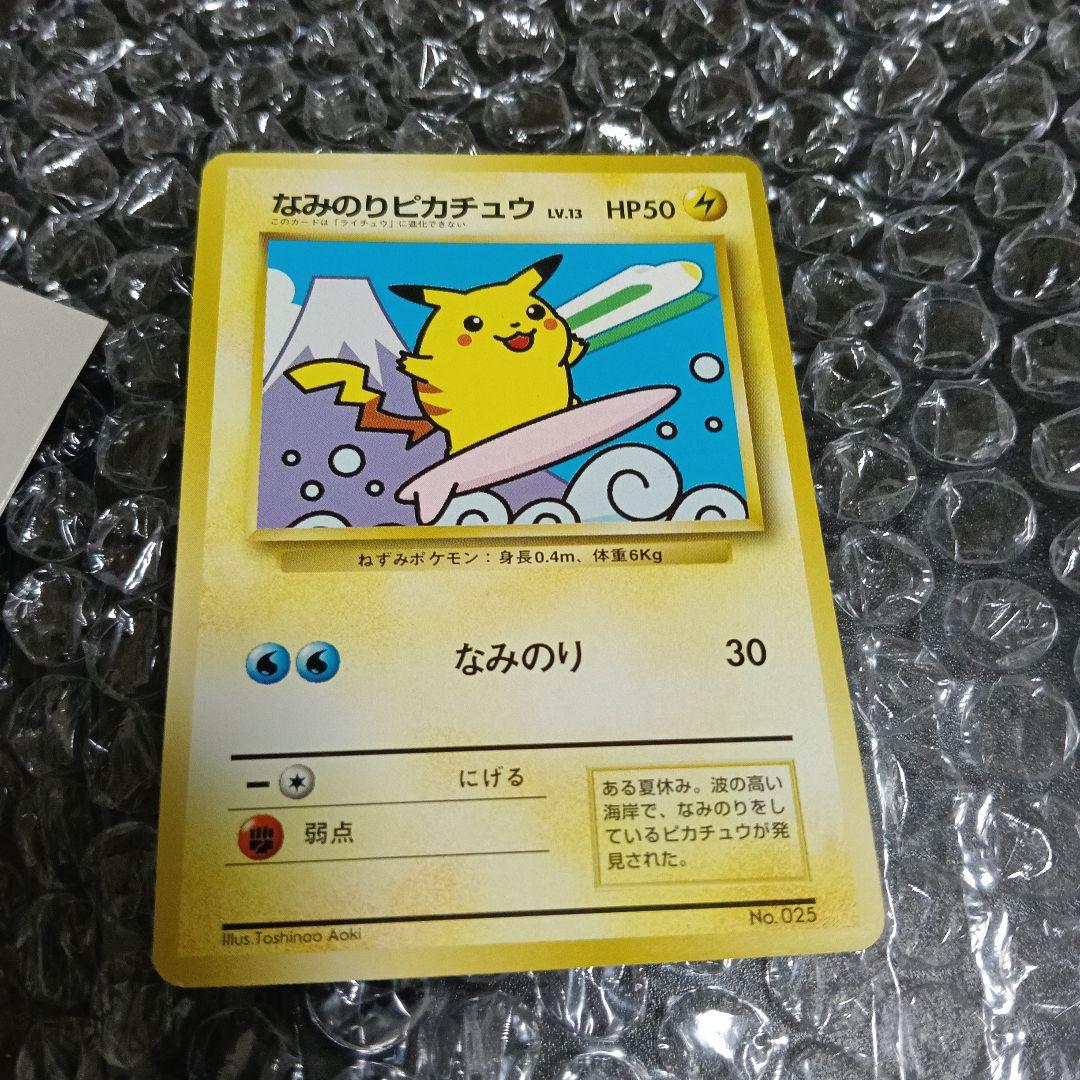 なみのりピカチュウ LV.13 HP50
このカードは「ライチュウ」に進化できない
ねずみポケモン：身長0.4m、体重6Kg
なみのり 30
にげる
弱点
ある夏休み。波の高い
海岸で、なみのりをし
ているピカチュウが発
見された。
No. 025
Illus.Toshinao Aoki